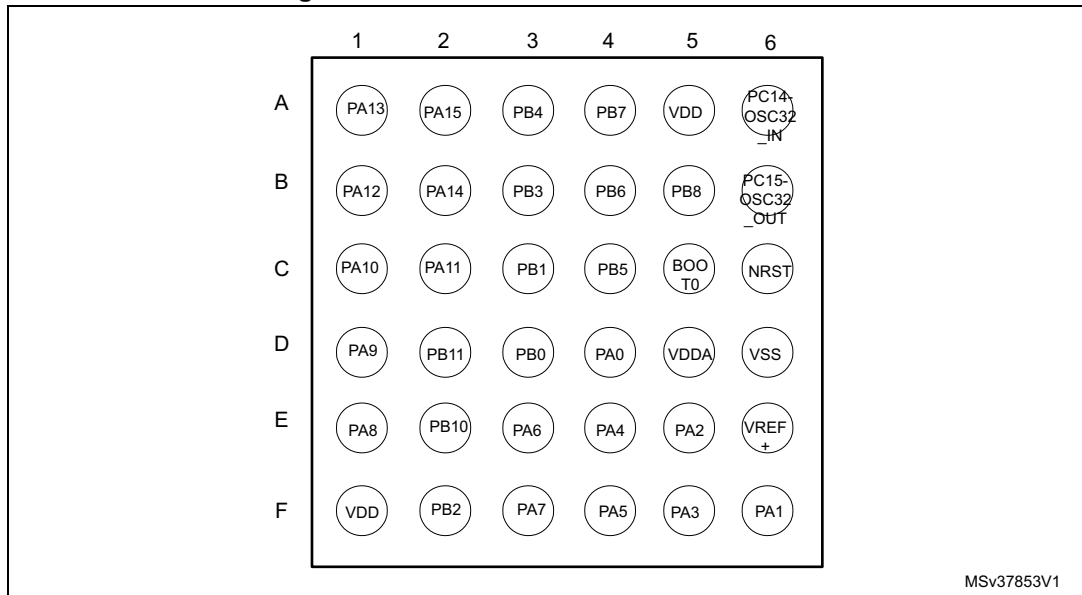 g
1 2 3 4 5 6
A PA13 PA15 PB4 PB7 VDD PC14-
OSC32
_IN
B PA12 PA14 PB3 PB6 PB8 PC15-
OSC32
_OUT
C PA10 PA11 PB1 PB5 BOO
T0 NRST
D PA9 PB11 PB0 PA0 VDDA VSS
E PA8 PB10 PA6 PA4 PA2 VREF
+
F VDD PB2 PA7 PA5 PA3 PA1
MSv37853V1